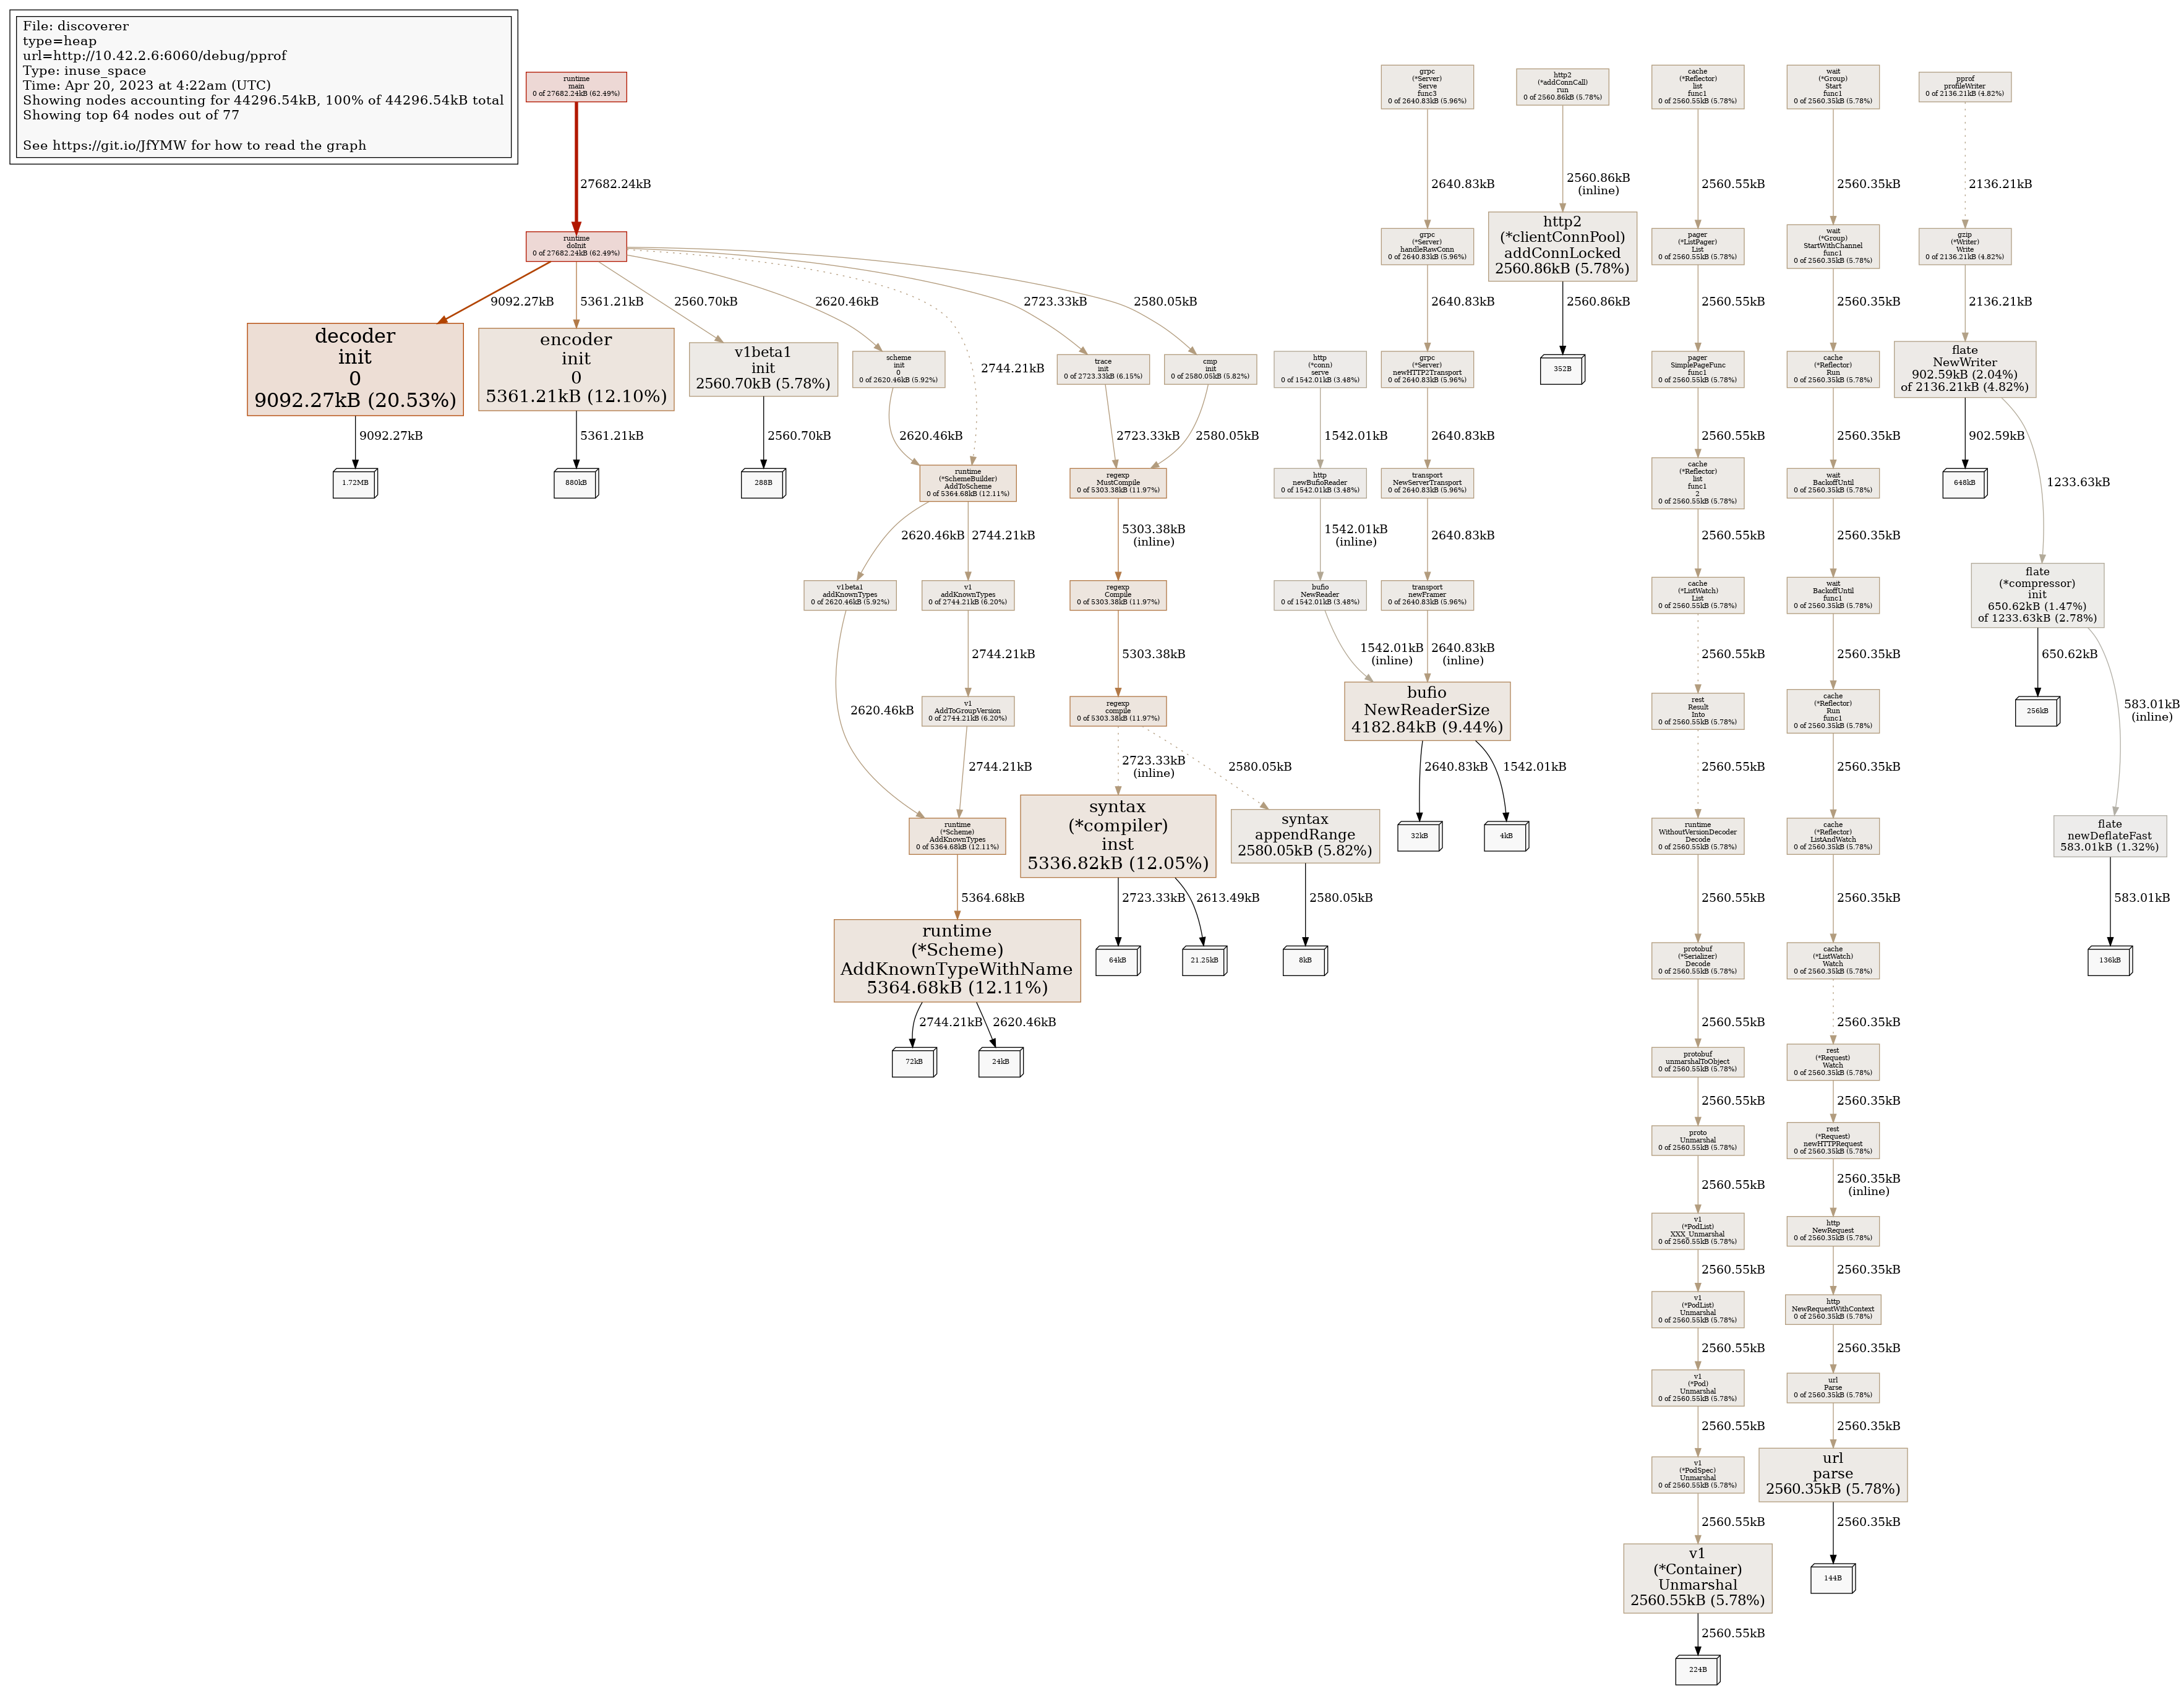 File: discoverer
type=heap
url=http://10.42.2.6:6060/debug/pprof
Type: inuse_space
Time: Apr 20, 2023 at 4:22am (UTC)
Showing nodes accounting for 44296.54kB, 100% of 44296.54kB total
Showing top 64 nodes out of 77
See https://git.io/JfYMW for how to read the graph
runtime
main
0 of 27682.24kB (62.49%)
27682.24kB
runtime
doInit
0 of 27682.24kB (62.49%)
9092.27kB
5361.21kB
2560.70kB
2620.46kB
2744.21kB
2723.33kB
2580.05kB
decoder
init
0
9092.27kB (20.53%)
9092.27kB
1.72MB
encoder
init
0
5361.21kB (12.10%)
5361.21kB
880kB
v1beta1
init
2560.70kB (5.78%)
2560.70kB
288B
scheme
init
0
0 of 2620.46kB (5.92%)
2620.46kB
runtime
(*SchemeBuilder)
AddToScheme
0 of 5364.68kB (12.11%)
2620.46kB
2744.21kB
v1beta1
addKnownTypes
0 of 2620.46kB (5.92%)
2620.46kB
v1
addKnownTypes
0 of 2744.21kB (6.20%)
2744.21kB
v1
AddToGroupVersion
0 of 2744.21kB (6.20%)
2744.21kB
runtime
(*Scheme)
AddKnownTypes
0 of 5364.68kB (12.11%)
5364.68kB
runtime
(*Scheme)
AddKnownTypeWithName
5364.68kB (12.11%)
2744.21kB
2620.46kB
72kB
24kB
trace
init
0 of 2723.33kB (6.15%)
2723.33kB
cmp
init
0 of 2580.05kB (5.82%)
2580.05kB
regexp
MustCompile
0 of 5303.38kB (11.97%)
5303.38kB
(inline)
regexp
Compile
0 of 5303.38kB (11.97%)
5303.38kB
regexp
compile
0 of 5303.38kB (11.97%)
2723.33kB
(inline)
2580.05kB
syntax
(*compiler)
inst
5336.82kB (12.05%)
2723.33kB
2613.49kB
64kB
21.25kB
syntax
appendRange
2580.05kB (5.82%)
2580.05kB
8kB
http
(*conn)
serve
0 of 1542.01kB (3.48%)
1542.01kB
http
newBufioReader
0 of 1542.01kB (3.48%)
1542.01kB
(inline)
bufio
NewReader
0 of 1542.01kB (3.48%)
1542.01kB
(inline)
grpc
(*Server)
Serve
func3
0 of 2640.83kB (5.96%)
2640.83kB
grpc
(*Server)
handleRawConn
0 of 2640.83kB (5.96%)
2640.83kB
grpc
(*Server)
newHTTP2Transport
0 of 2640.83kB (5.96%)
2640.83kB
transport
NewServerTransport
0 of 2640.83kB (5.96%)
2640.83kB
transport
newFramer
0 of 2640.83kB (5.96%)
2640.83kB
(inline)
bufio
NewReaderSize
4182.84kB (9.44%)
2640.83kB
1542.01kB
32kB
4kB
http2
(*addConnCall)
run
0 of 2560.86kB (5.78%)
2560.86kB
(inline)
http2
(*clientConnPool)
addConnLocked
2560.86kB (5.78%)
2560.86kB
352B
cache
(*Reflector)
list
func1
0 of 2560.55kB (5.78%)
2560.55kB
pager
(*ListPager)
List
0 of 2560.55kB (5.78%)
2560.55kB
pager
SimplePageFunc
func1
0 of 2560.55kB (5.78%)
2560.55kB
cache
(*Reflector)
list
func1
2
0 of 2560.55kB (5.78%)
2560.55kB
cache
(*ListWatch)
List
0 of 2560.55kB (5.78%)
2560.55kB
rest
Result
Into
0 of 2560.55kB (5.78%)
2560.55kB
runtime
WithoutVersionDecoder
Decode
0 of 2560.55kB (5.78%)
2560.55kB
protobuf
(*Serializer)
Decode
0 of 2560.55kB (5.78%)
2560.55kB
protobuf
unmarshalToObject
0 of 2560.55kB (5.78%)
2560.55kB
proto
Unmarshal
0 of 2560.55kB (5.78%)
2560.55kB
v1
(*PodList)
XXX_Unmarshal
0 of 2560.55kB (5.78%)
2560.55kB
v1
(*PodList)
Unmarshal
0 of 2560.55kB (5.78%)
2560.55kB
v1
(*Pod)
Unmarshal
0 of 2560.55kB (5.78%)
2560.55kB
v1
(*PodSpec)
Unmarshal
0 of 2560.55kB (5.78%)
2560.55kB
v1
(*Container)
Unmarshal
2560.55kB (5.78%)
2560.55kB
224B
wait
(*Group)
Start
func1
0 of 2560.35kB (5.78%)
2560.35kB
wait
(*Group)
StartWithChannel
func1
0 of 2560.35kB (5.78%)
2560.35kB
cache
(*Reflector)
Run
0 of 2560.35kB (5.78%)
2560.35kB
wait
BackoffUntil
0 of 2560.35kB (5.78%)
2560.35kB
wait
BackoffUntil
func1
0 of 2560.35kB (5.78%)
2560.35kB
cache
(*Reflector)
Run
func1
0 of 2560.35kB (5.78%)
2560.35kB
cache
(*Reflector)
ListAndWatch
0 of 2560.35kB (5.78%)
2560.35kB
cache
(*ListWatch)
Watch
0 of 2560.35kB (5.78%)
2560.35kB
rest
(*Request)
Watch
0 of 2560.35kB (5.78%)
2560.35kB
rest
(*Request)
newHTTPRequest
0 of 2560.35kB (5.78%)
2560.35kB
(inline)
http
NewRequest
0 of 2560.35kB (5.78%)
2560.35kB
http
NewRequestWithContext
0 of 2560.35kB (5.78%)
2560.35kB
url
Parse
0 of 2560.35kB (5.78%)
2560.35kB
url
parse
2560.35kB (5.78%)
2560.35kB
144B
pprof
profileWriter
0 of 2136.21kB (4.82%)
2136.21kB
gzip
(*Writer)
Write
0 of 2136.21kB (4.82%)
2136.21kB
flate
NewWriter
902.59kB (2.04%)
of 2136.21kB (4.82%)
902.59kB
1233.63kB
648kB
flate
(*compressor)
init
650.62kB (1.47%)
of 1233.63kB (2.78%)
650.62kB
583.01kB
(inline)
256kB
flate
newDeflateFast
583.01kB (1.32%)
583.01kB
136kB